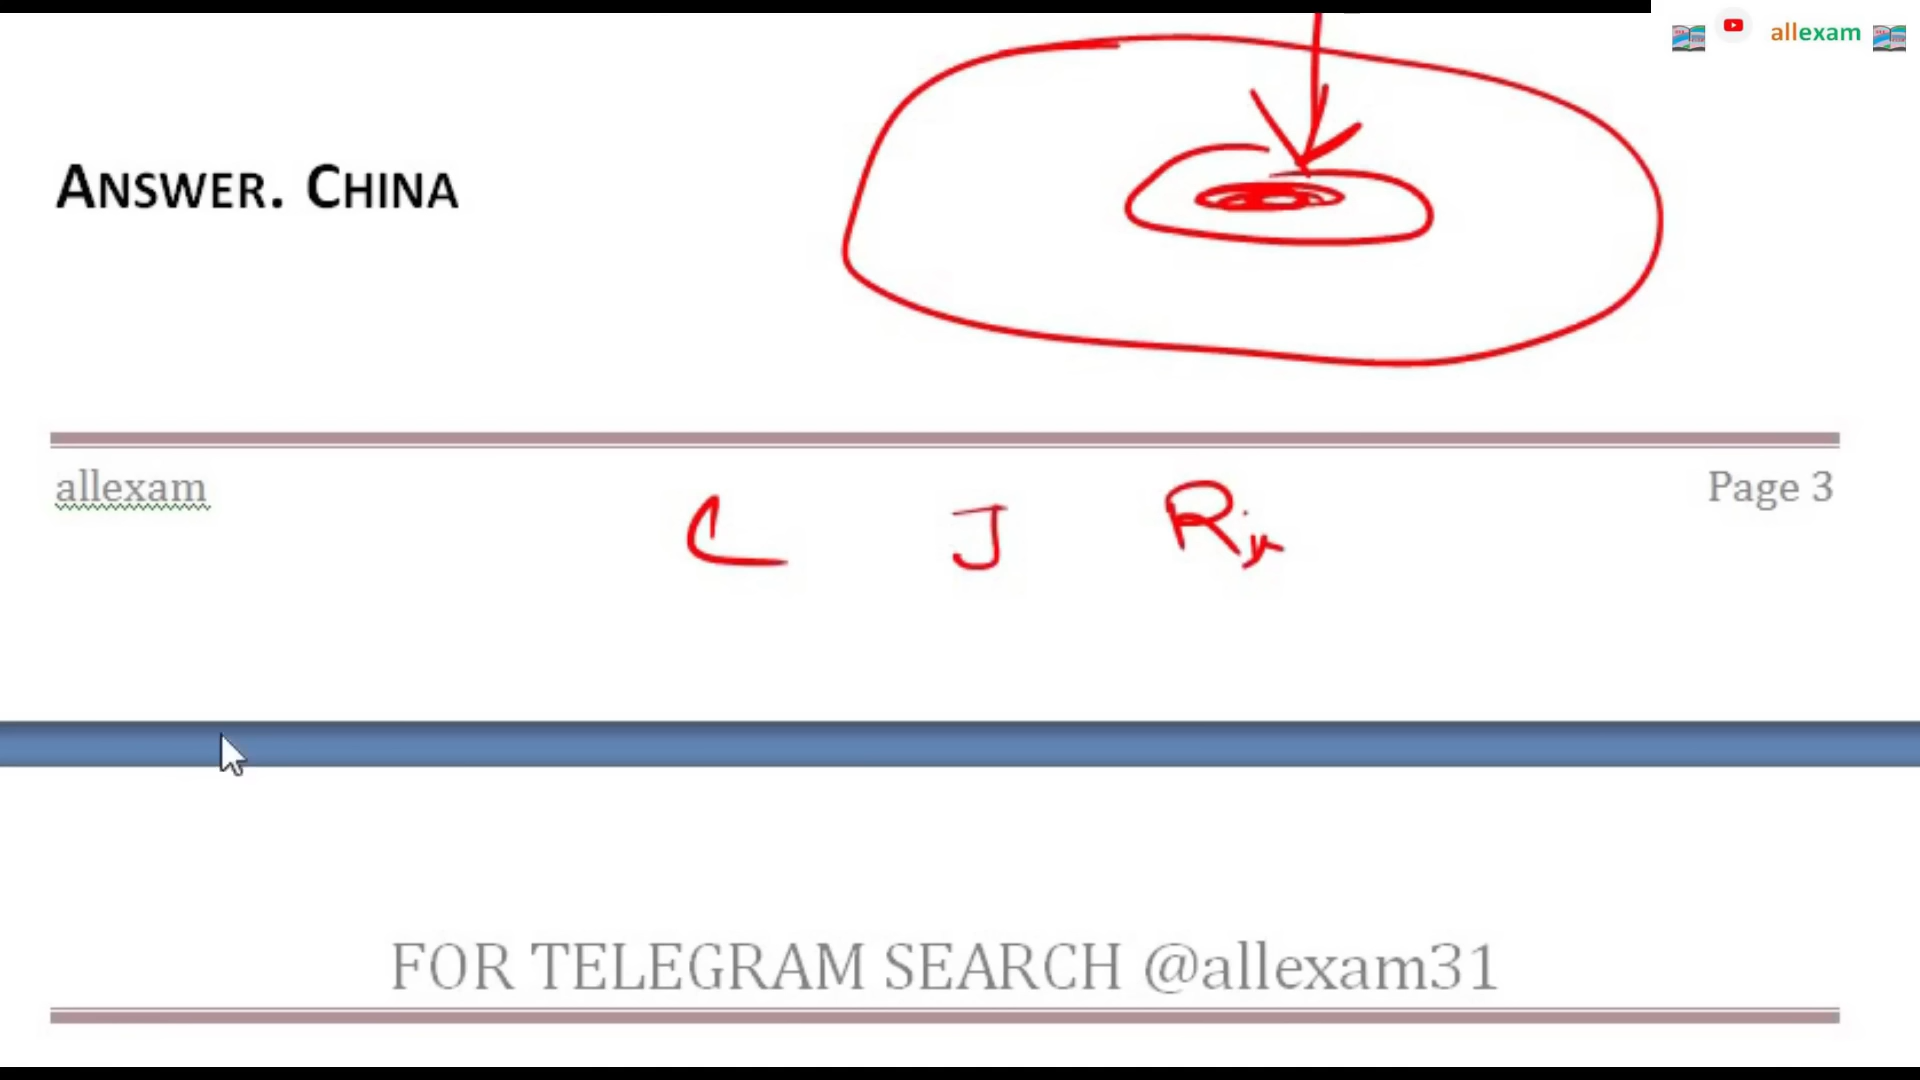 allexam
ANSWER. CHINA
allexam
Page 3
J
FOR TELEGRAM SEARCH @allexam31